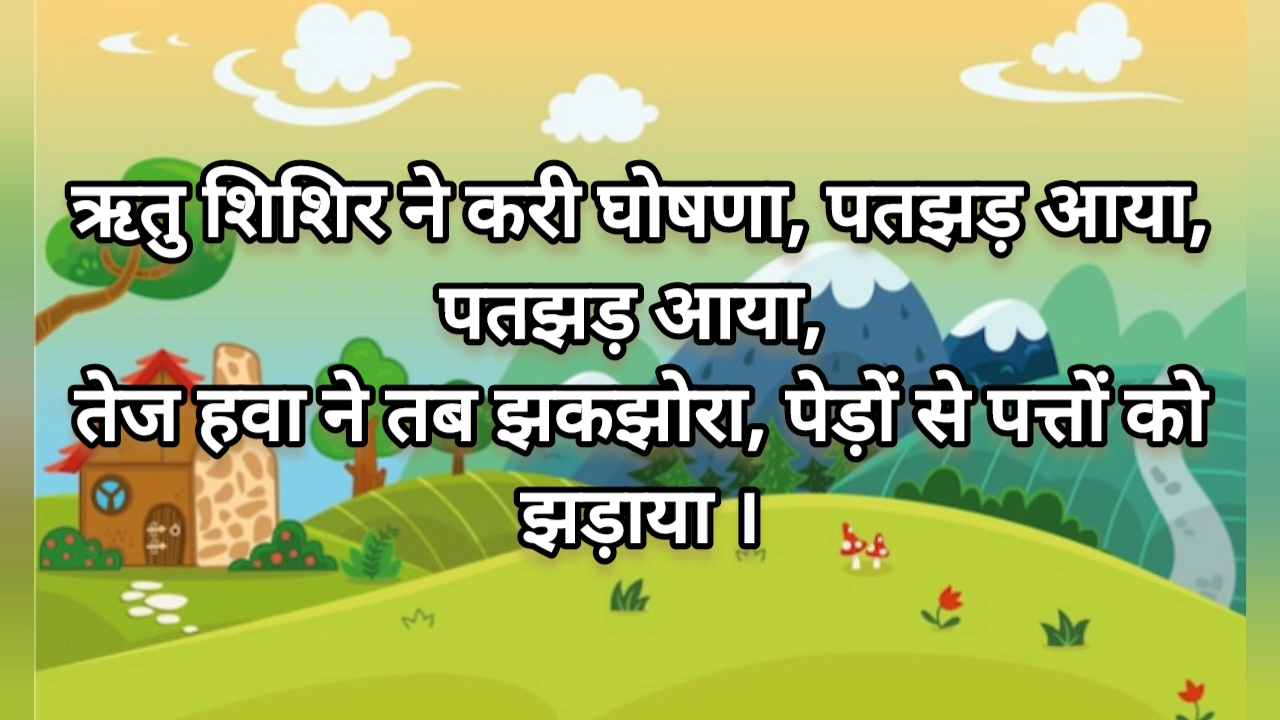 ऋतु शिशिर ने करी घोषणा, पतझड़ आया,
पतझड़ आया,
तेज हवा ने तब झकझोरा, पेड़ों से पत्तों को
झड़ाया ।